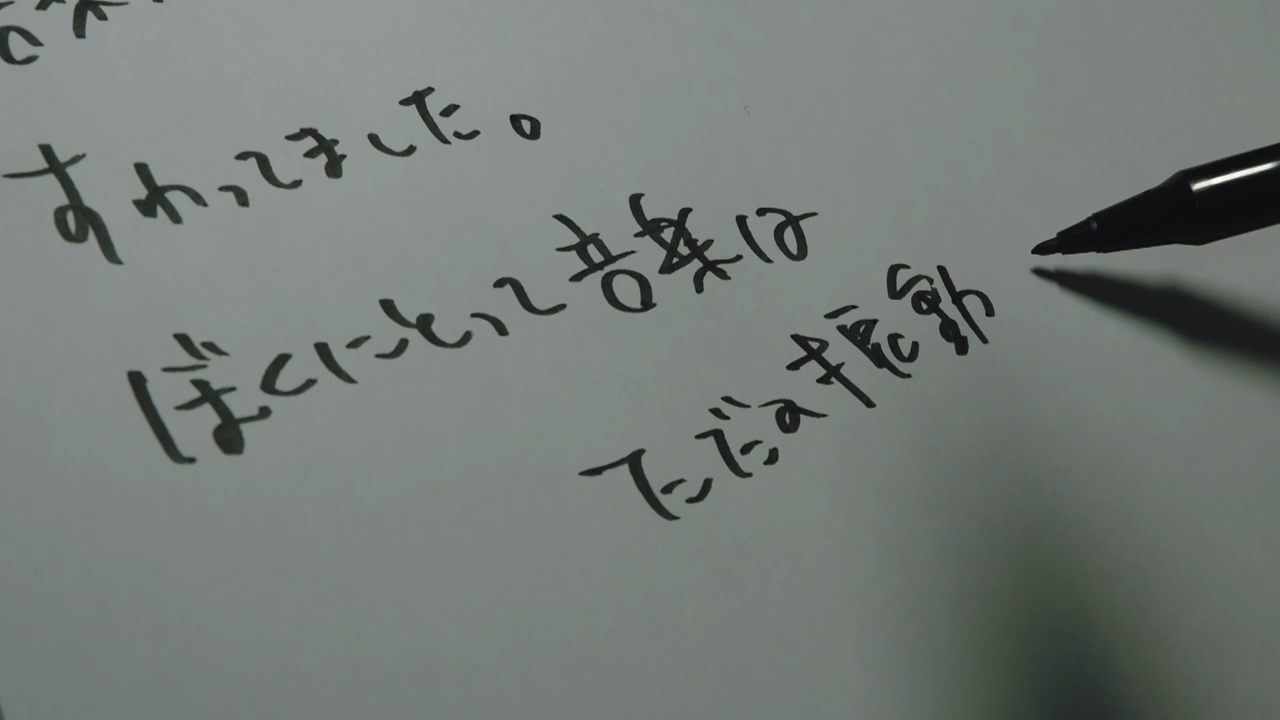 すわってました。
ぼくにとって音楽は
ただの振動